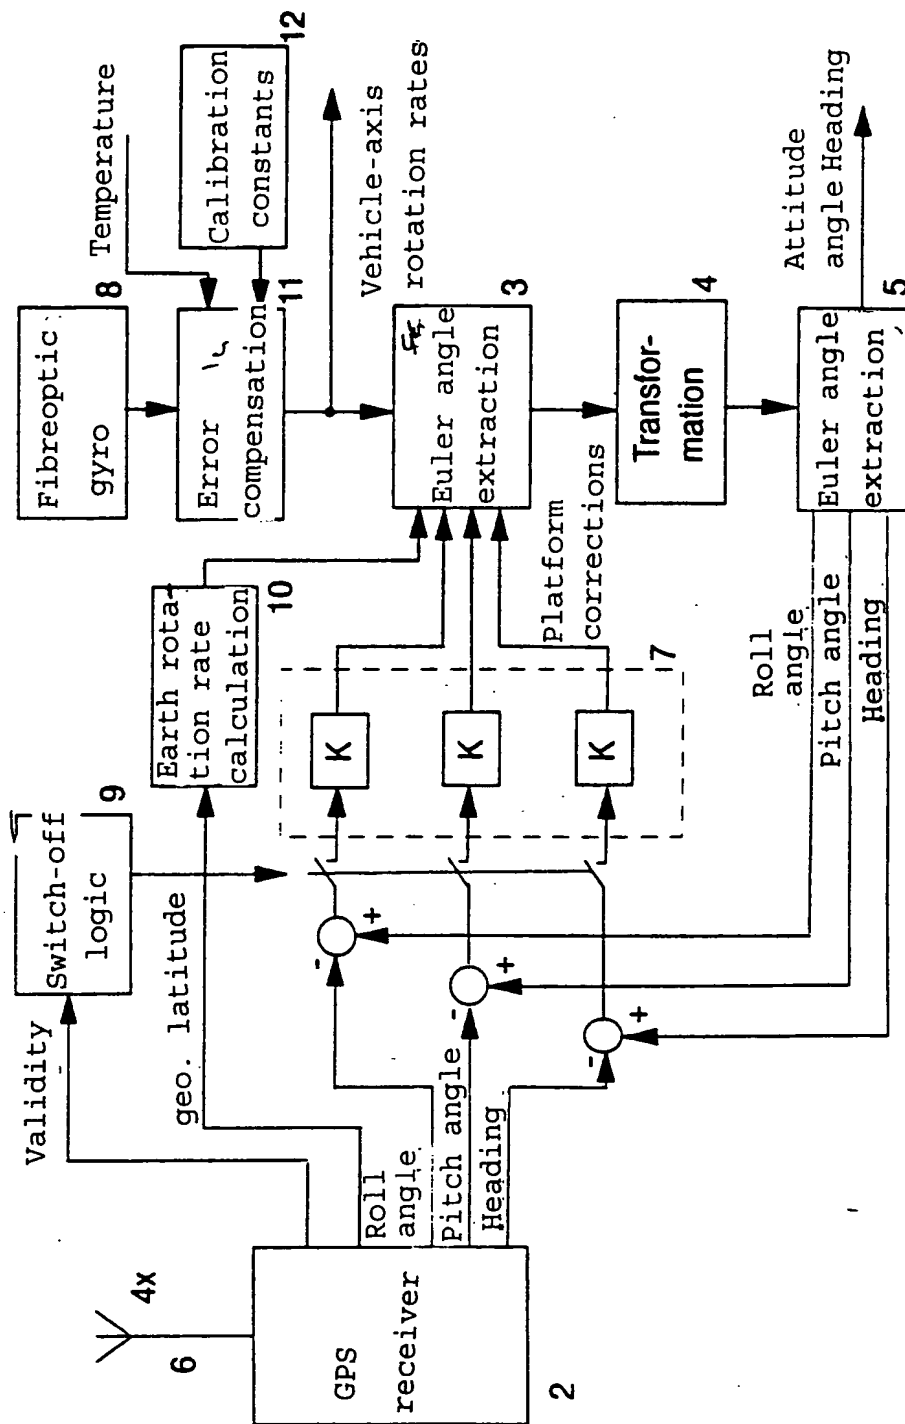 Fibreoptic
gyro
8
Temperature
Error
compensation
11
Calibration
constants
12
Vehicle-axis
rotation rates
Earth rota-
tion rate
calculation
10
Euler angle
extraction
3
Switch-off
logic
9
Validity
geo. latitude
K
K
K
7
Platform
corrections
Transfor-
mation
4
4x
6
GPS
receiver
2
Roll
angle
Pitch angle
Heading
-
+
-
+
-
+
Roll
angle
Pitch angle
Heading
Euler angle
extraction
5
Attitude
angle Heading